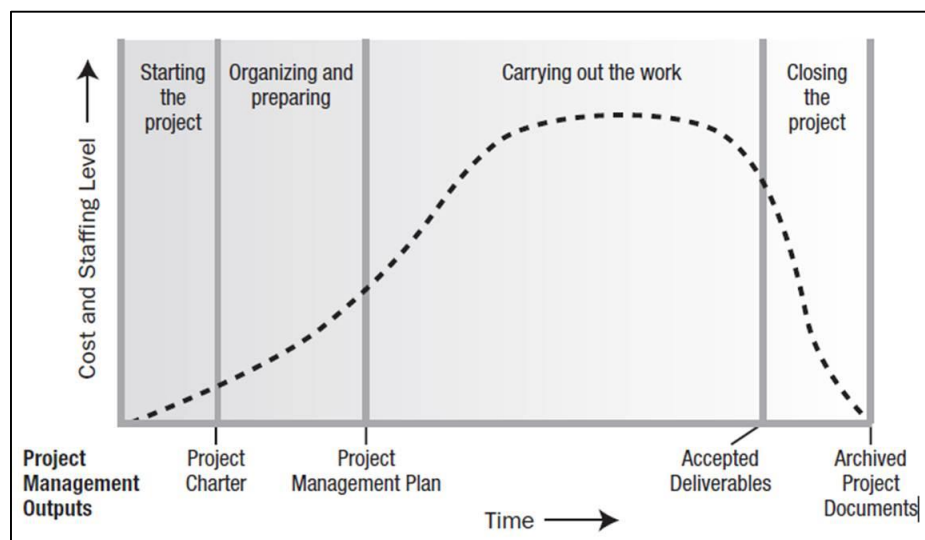 Starting
the
project
Organizing and
preparing
Carrying out the work
Closing
the
project
Cost and Staffing Level
Project
Management
Outputs
Project
Charter
Project
Management Plan
Accepted
Deliverables
Archived
Project
Documents
Time